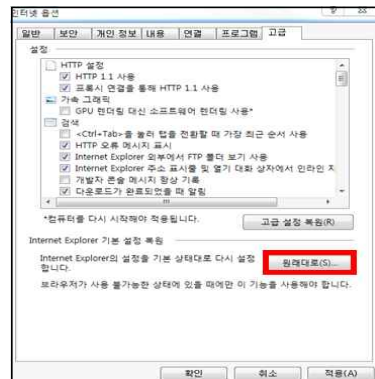 인터넷 옵션
일반 보안 개인 정보 내용 연결 프로그램 고급
설정
HTTP 설정
HTTP 1.1 사용
프록시 연결을 통해 HTTP 1.1 사용
가속 그래픽
GPU 렌더링 대신 소프트웨어 렌더링 사용*
검색
<Ctrl+Tab>을 눌러 탭을 전환할 때 가장 최근 순서 사용
HTTP 오류 메시지 표시
Internet Explorer 외부에서 FTP 폴더 보기 사용
Internet Explorer 주소 표시줄 및 열기 대화 상자에서 인라인 자
개발자 콘솔 메시지 항상 기록
다운로드가 완료되었을 때 알림
*컴퓨터를 다시 시작해야 적용됩니다.
고급 설정 복원(R)
Internet Explorer 기본 설정 복원
Internet Explorer의 설정을 기본 상태대로 다시 설정
합니다.
원래대로(S)...
브라우저가 사용 불가능한 상태에 있을 때에만 이 기능을 사용해야 합니다.
확인 취소 적용(A)